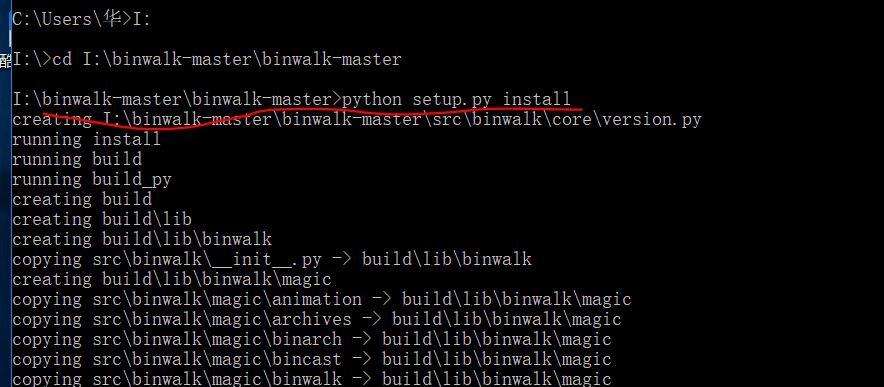 C:\Users\华>I:
酷
I:\>cd I:\binwalk-master\binwalk-master
I:\binwalk-master\binwalk-master>python setup.py install
creating I:\binwalk-master\binwalk-master\src\binwalk\core\version.py
running install
running build
running build_py
creating build
creating build\lib
creating build\lib\binwalk
copying src\binwalk\__init__.py -> build\lib\binwalk
creating build\lib\binwalk\magic
copying src\binwalk\magic\animation -> build\lib\binwalk\magic
copying src\binwalk\magic\archives -> build\lib\binwalk\magic
copying src\binwalk\magic\binarch -> build\lib\binwalk\magic
copying src\binwalk\magic\bincast -> build\lib\binwalk\magic
copying src\binwalk\magic\binwalk -> build\lib\binwalk\magic